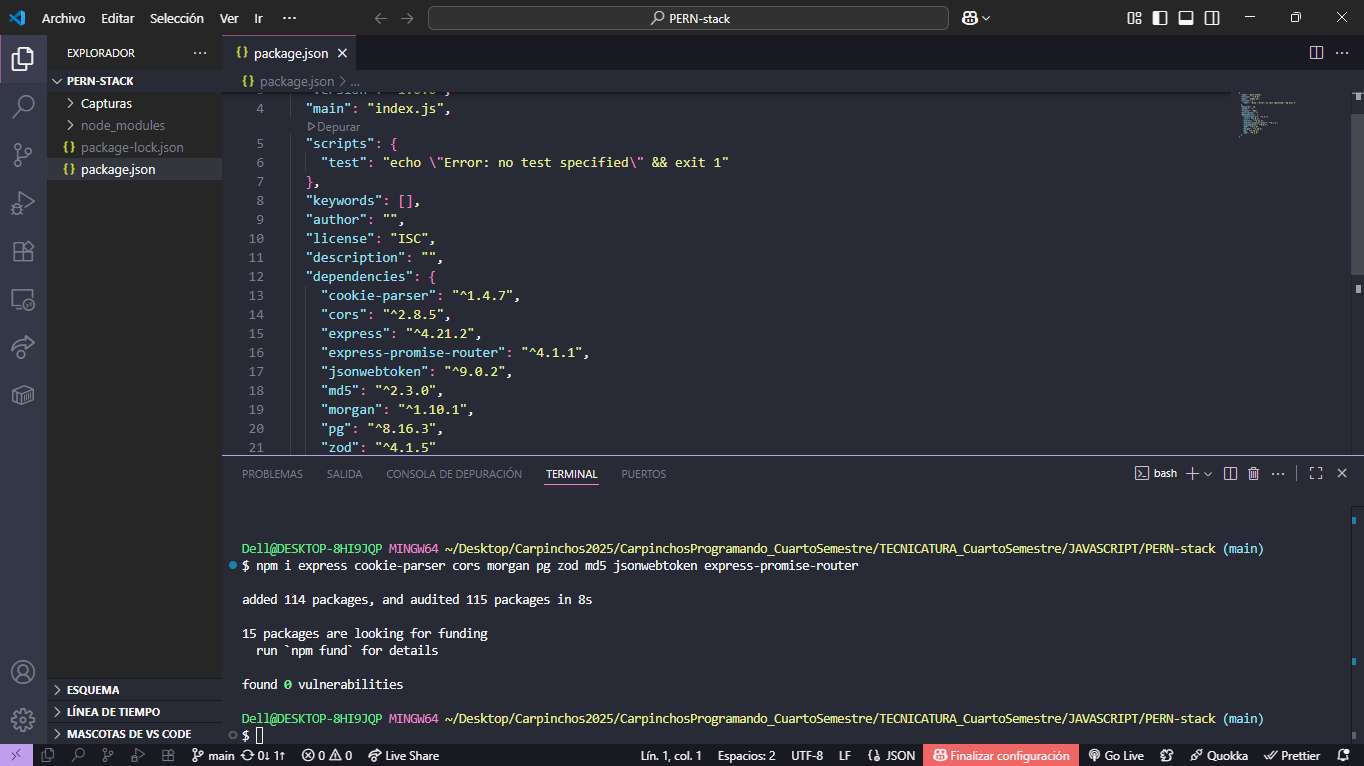 Archivo Editar Selección Ver Ir ··· PERN-stack
EXPLORADOR ···
PERN-STACK
Capturas
node_modules
package-lock.json
package.json
ESQUEMA
LÍNEA DE TIEMPO
MASCOTAS DE VS CODE
{} package.json
{} package.json > ...
4 "main": "index.js",
Depurar
5 "scripts": {
6 "test": "echo \"Error: no test specified\" && exit 1"
7 },
8 "keywords": [],
9 "author": "",
10 "license": "ISC",
11 "description": "",
12 "dependencies": {
13 "cookie-parser": "^1.4.7",
14 "cors": "^2.8.5",
15 "express": "^4.21.2",
16 "express-promise-router": "^4.1.1",
17 "jsonwebtoken": "^9.0.2",
18 "md5": "^2.3.0",
19 "morgan": "^1.10.1",
20 "pg": "^8.16.3",
21 "zod": "^4.1.5"
PROBLEMAS SALIDA CONSOLA DE DEPURACIÓN TERMINAL PUERTOS bash
Dell@DESKTOP-8HI9JQP MINGW64 ~/Desktop/Carpinchos2025/CarpinchosProgramando_CuartoSemestre/TECNICATURA_CuartoSemestre/JAVASCRIPT/PERN-stack (main)
$ npm i express cookie-parser cors morgan pg zod md5 jsonwebtoken express-promise-router
added 114 packages, and audited 115 packages in 8s
15 packages are looking for funding
run `npm fund` for details
found 0 vulnerabilities
Dell@DESKTOP-8HI9JQP MINGW64 ~/Desktop/Carpinchos2025/CarpinchosProgramando_CuartoSemestre/TECNICATURA_CuartoSemestre/JAVASCRIPT/PERN-stack (main)
$
main 0↓ 1↑ 0 0 Live Share Lín. 1, col. 1 Espacios: 2 UTF-8 LF {} JSON Finalizar configuración Go Live Quokka Prettier